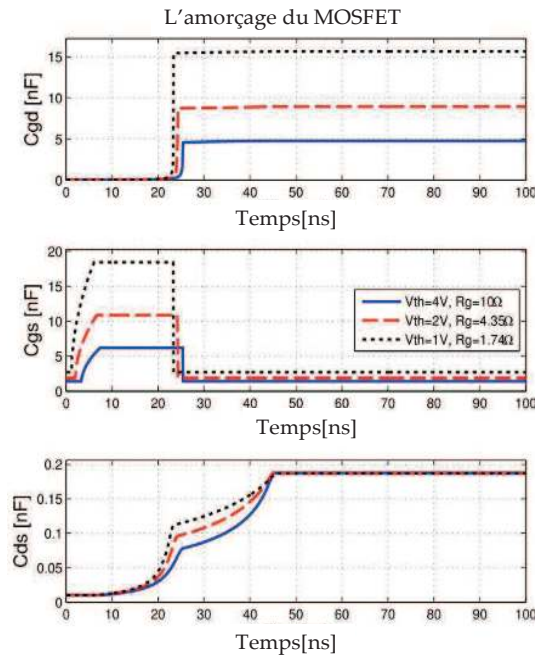 L'amorçage du MOSFET
Cgd [nF]
15
10
5
0
0 10 20 30 40 50 60 70 80 90 100
Temps[ns]
Cgs [nF]
20
15
10
5
0
Vth=4V, Rg=10Ω
Vth=2V, Rg=4.35Ω
Vth=1V, Rg=1.74Ω
0 10 20 30 40 50 60 70 80 90 100
Temps[ns]
Cds [nF]
0.2
0.15
0.1
0.05
0
0 10 20 30 40 50 60 70 80 90 100
Temps[ns]